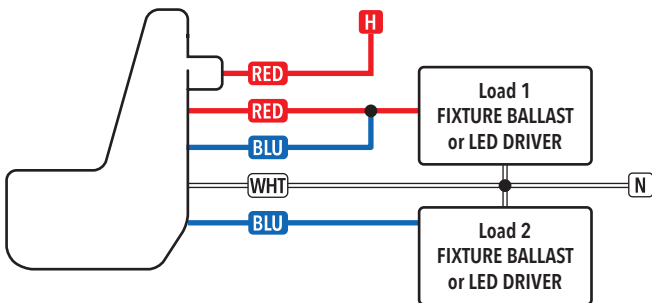 H
RED
RED
BLU
WHT
BLU
Load 1
FIXTURE BALLAST
or LED DRIVER
N
Load 2
FIXTURE BALLAST
or LED DRIVER